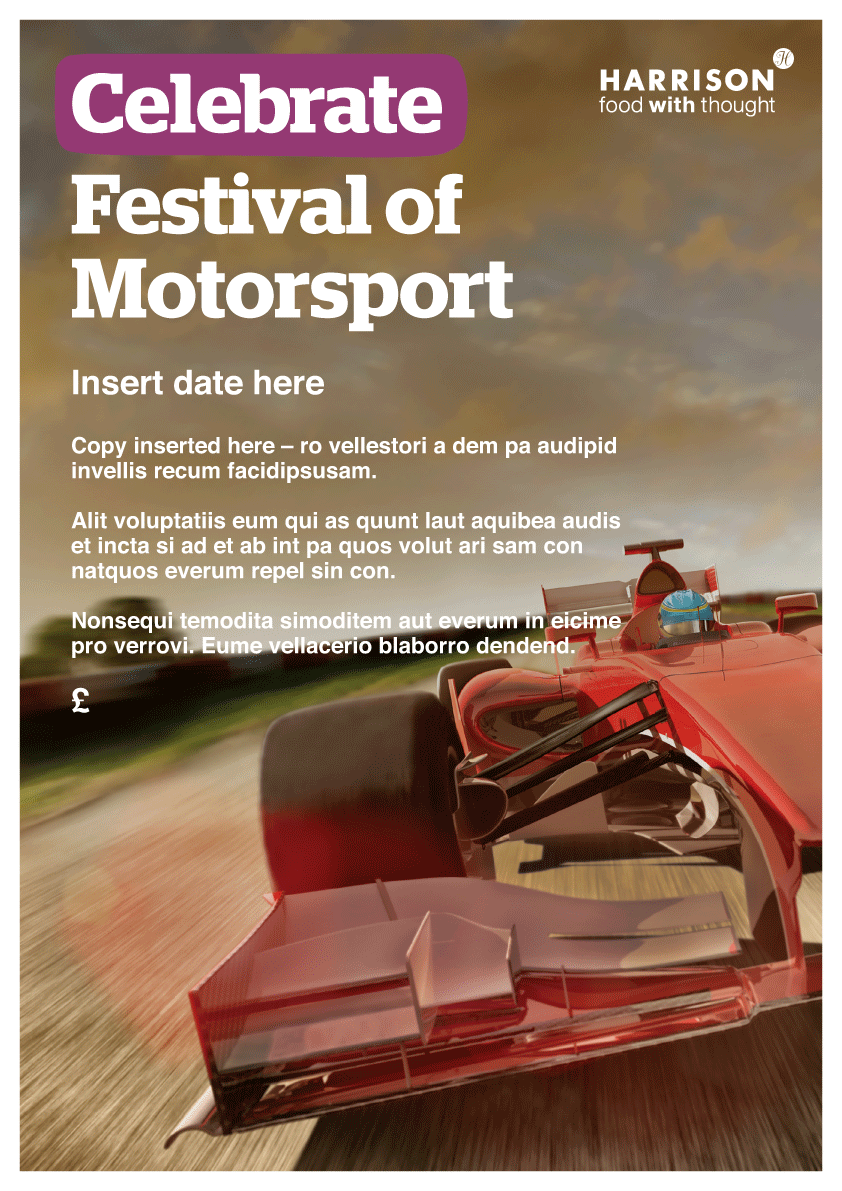 Celebrate
HARRISON
food with thought
Festival of
Motorsport
Insert date here
Copy inserted here – ro vellestori a dem pa audipid
invellis recum facidipsusam.
Alit voluptatiis eum qui as quunt laut aquibea audis
et incta si ad et ab int pa quos volut ari sam con
natquos everum repel sin con.
Nonsequi temodita simoditem aut everum in eicime
pro verrovi. Eume vellacerio blaborro dendend.
£